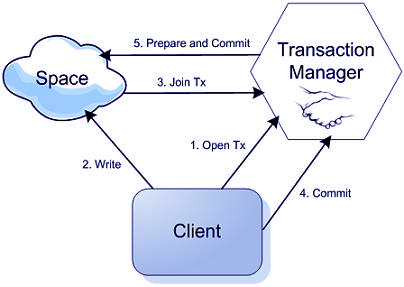 5. Prepare and Commit
Transaction
Manager
Space
3. Join Tx
1. Open Tx
2. Write
4. Commit
Client